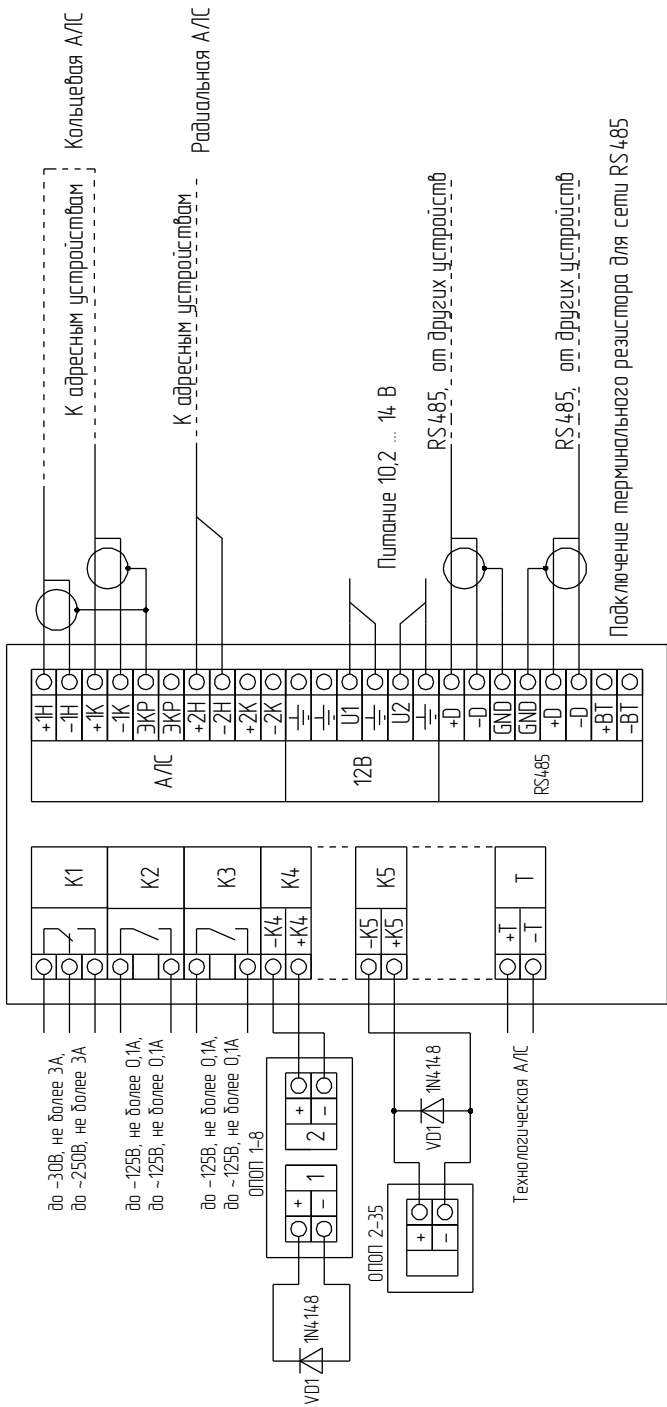 Кольцевая А/ЛС
К адресным устройствам
Радиальная А/ЛС
К адресным устройствам
Питание 10,2 ... 14 В
RS485, от других устройств
RS485, от других устройств
Подключение терминального резистора для сети RS485
+1Н
-1Н
+1К
-1К
ЭКР
ЭКР
+2Н
-2Н
+2К
-2К
U1
U2
+D
-D
GND
GND
+D
-D
+BT
-BT
А/ЛС
12В
RS485
К1
К2
К3
К4
-К4
+К4
К5
-К5
+К5
Т
+Т
-Т
до -30В, не более 3А,
до ~250В, не более 3А
до -125В, не более 0,1А,
до ~125В, не более 0,1А
до -125В, не более 0,1А,
до ~125В, не более 0,1А
ОПОП 1-8
+
-
2
+
-
1
VD1
1N4148
ОПОП 2-35
+
-
VD1
1N4148
Технологическая А/ЛС